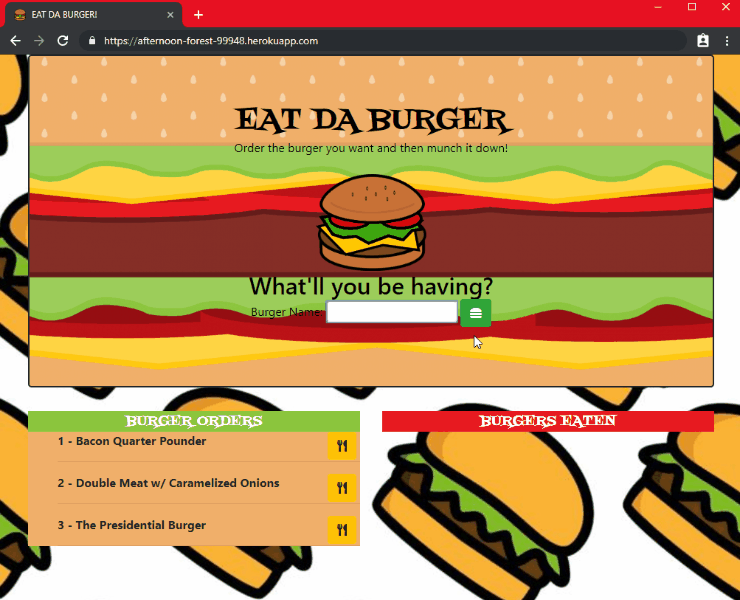 EAT DA BURGER!
https://afternoon-forest-99948.herokuapp.com
EAT DA BURGER
Order the burger you want and then munch it down!
What'll you be having?
Burger Name:
BURGER ORDERS
1 - Bacon Quarter Pounder
2 - Double Meat w/ Caramelized Onions
3 - The Presidential Burger
BURGERS EATEN